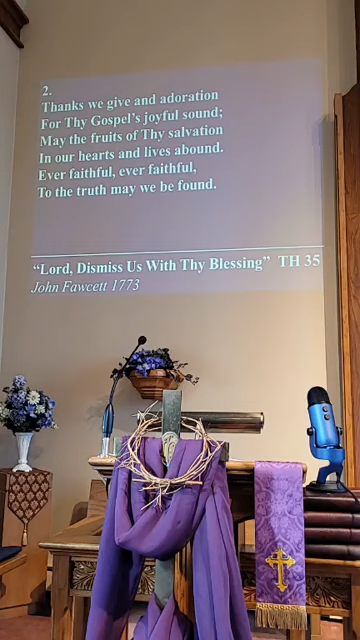 2.
Thanks we give and adoration
For Thy Gospel's joyful sound;
May the fruits of Thy salvation
In our hearts and lives abound.
Ever faithful, ever faithful,
To the truth may we be found.
“Lord, Dismiss Us With Thy Blessing” TH 35
John Fawcett 1773